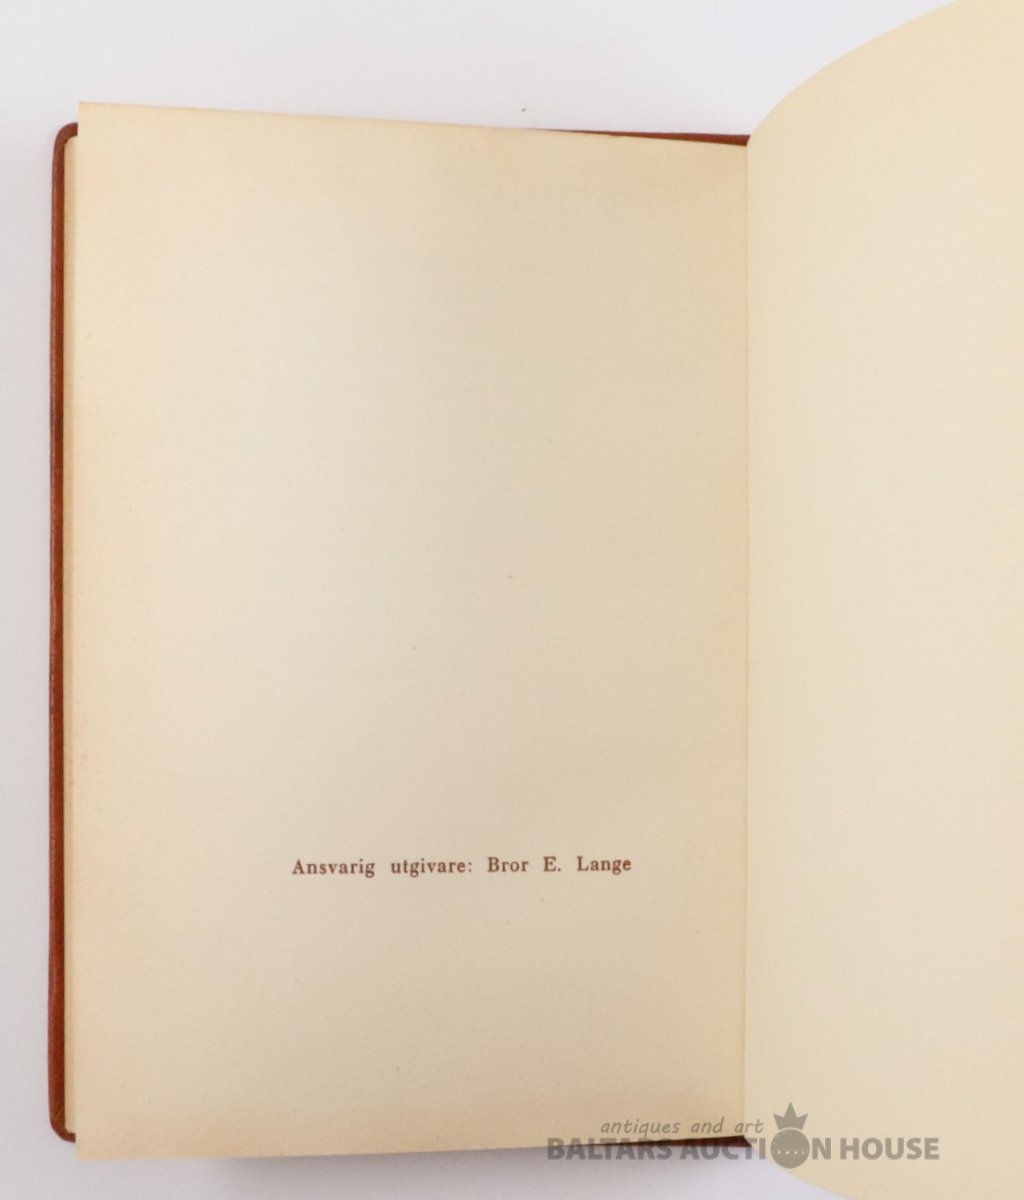 Ansvarig utgivare: Bror E. Lange
antiques and art
BALTARS AUCTION HOUSE